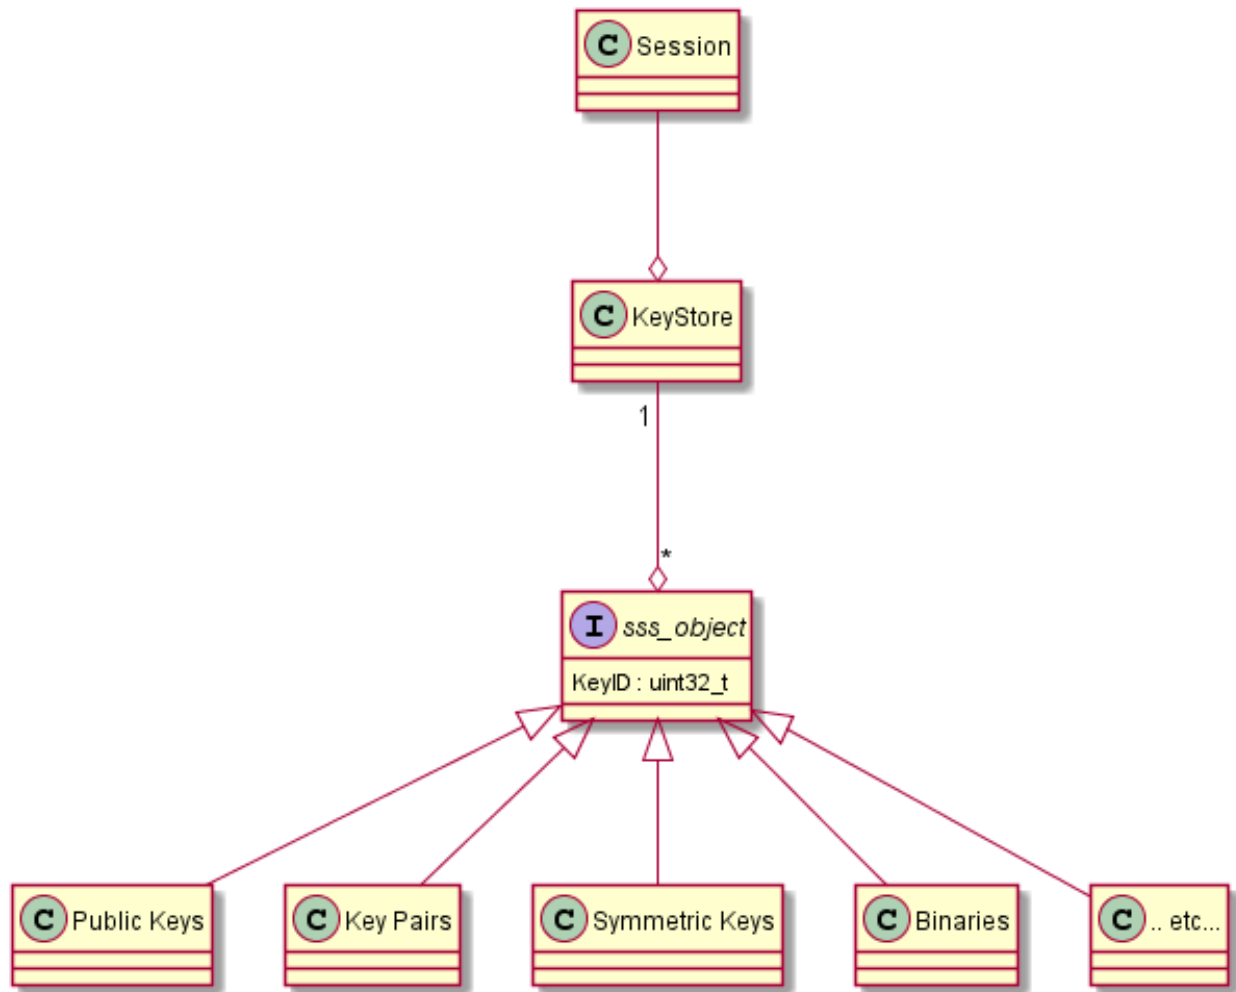 C Session
C KeyStore
1
*
I sss_object
KeyID : uint32_t
C Public Keys
C Key Pairs
C Symmetric Keys
C Binaries
C .. etc...